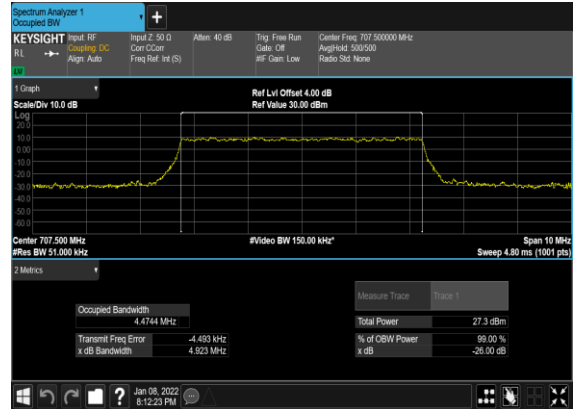 Spectrum Analyzer 1
Occupied BW
KEYSIGHT Input: RF Input Z: 50 Ω Atten: 40 dB Trig: Free Run Center Freq: 707.500000 MHz
RL Coupling: DC Corr CCorr Gate: Off Avg|Hold: 500/500
Align: Auto Freq Ref: Int (S) #IF Gain: Low Radio Std: None
1 Graph Ref Lvl Offset 4.00 dB
Scale/Div 10.0 dB Ref Value 30.00 dBm
Log
20.0
10.0
0.00
-10.0
-20.0
-30.0
-40.0
-50.0
-60.0
Center 707.500 MHz #Video BW 150.00 kHz* Span 10 MHz
#Res BW 51.000 kHz Sweep 4.80 ms (1001 pts)
2 Metrics
Measure Trace Trace 1
Occupied Bandwidth
4.4744 MHz Total Power 27.3 dBm
Transmit Freq Error -4.493 kHz % of OBW Power 99.00 %
x dB Bandwidth 4.923 MHz x dB -26.00 dB
? Jan 08, 2022
8:12:23 PM